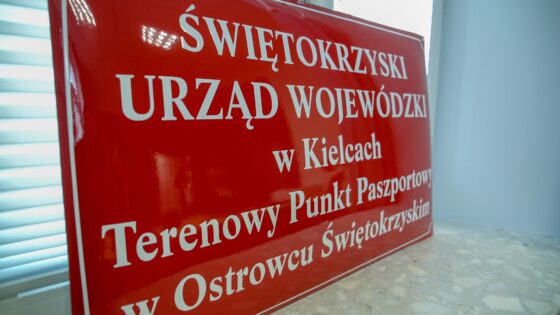 ŚWIĘTOKRZYSKI
URZĄD WOJEWÓDZKI
w Kielcach
Terenowy Punkt Paszportowy
w Ostrowcu Świętokrzyskim